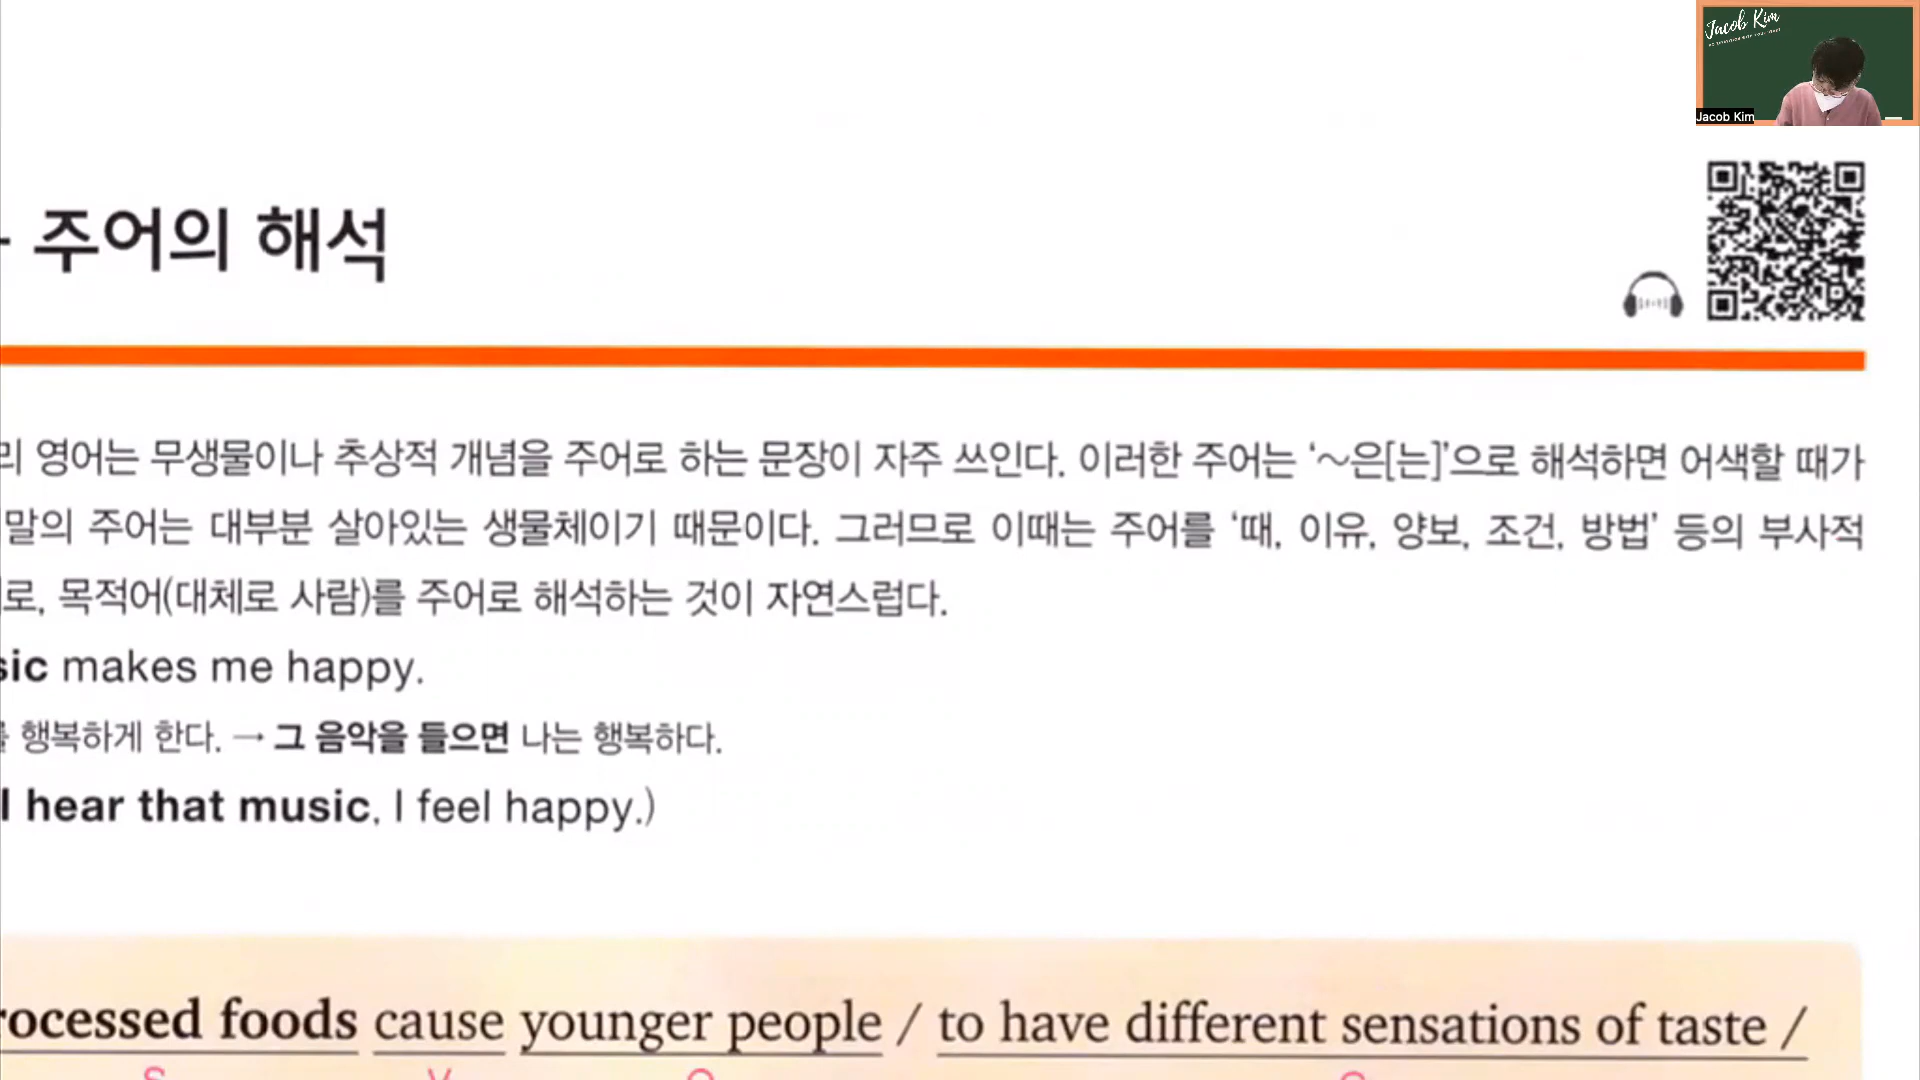 Jacob Kim
Jacob Kim
주어의 해석
영어는 무생물이나 추상적 개념을 주어로 하는 문장이 자주 쓰인다. 이러한 주어는 ‘~은[는]’으로 해석하면 어색할 때가
말의 주어는 대부분 살아있는 생물체이기 때문이다. 그러므로 이때는 주어를 ‘때, 이유, 양보, 조건, 방법’ 등의 부사적
로, 목적어(대체로 사람)를 주어로 해석하는 것이 자연스럽다.
sic makes me happy.
행복하게 한다. → 그 음악을 들으면 나는 행복하다.
I hear that music, I feel happy.)
rocessed foods cause younger people / to have different sensations of taste /
S V O